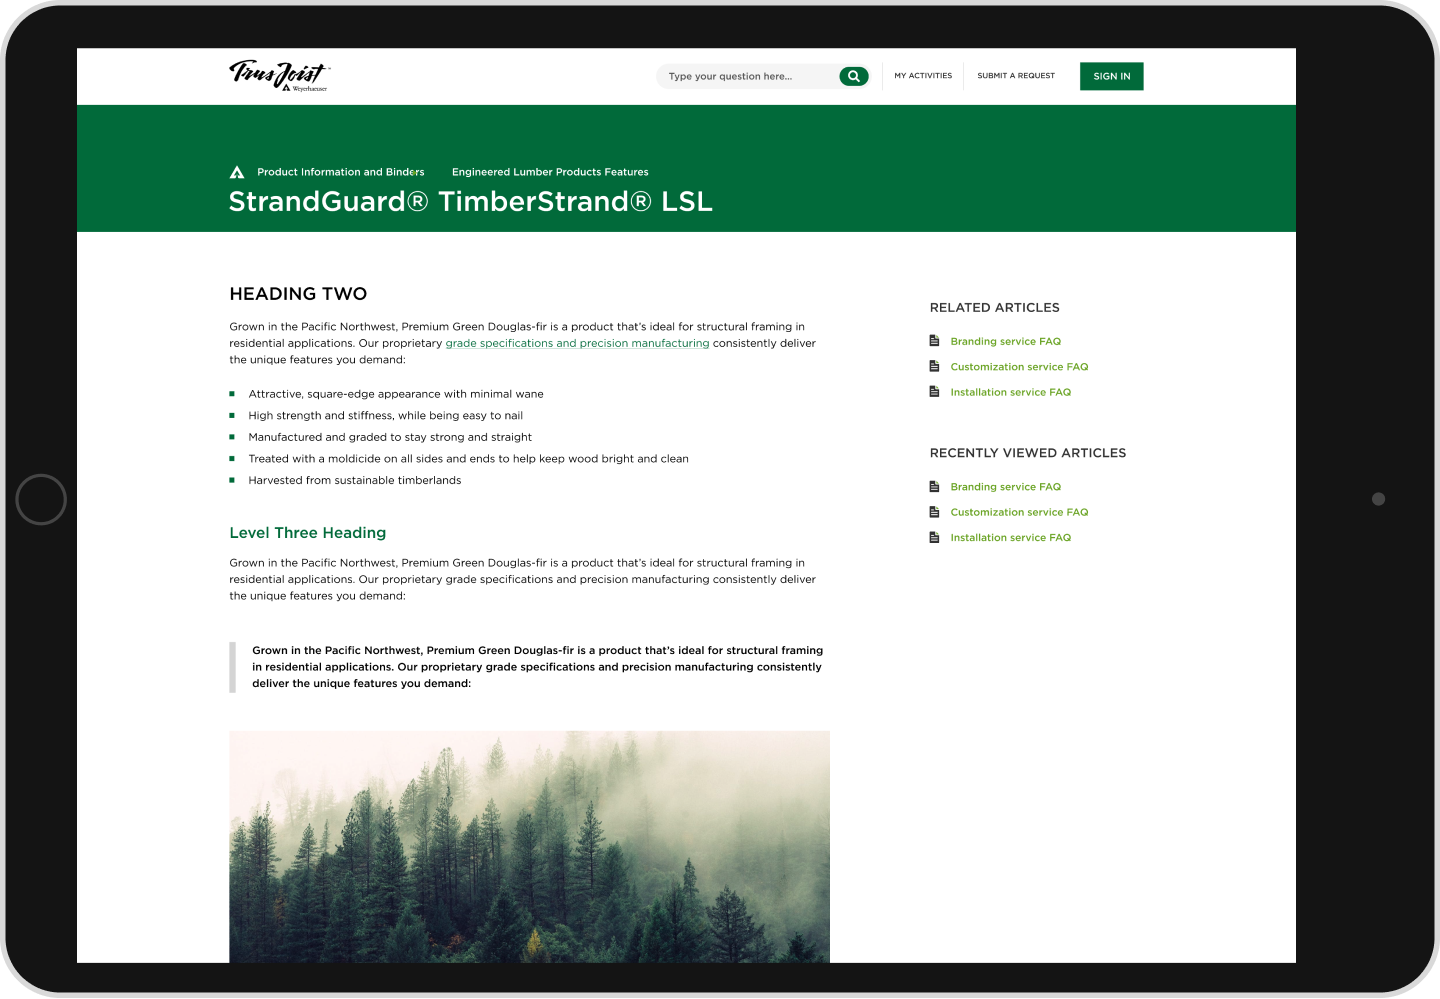 Trus Joist
Weyerhaeuser
Type your question here...
MY ACTIVITIES
SUBMIT A REQUEST
SIGN IN
Product Information and Binders
Engineered Lumber Products Features
StrandGuard® TimberStrand® LSL
HEADING TWO
Grown in the Pacific Northwest, Premium Green Douglas-fir is a product that's ideal for structural framing in
residential applications. Our proprietary grade specifications and precision manufacturing consistently deliver
the unique features you demand:
Attractive, square-edge appearance with minimal wane
High strength and stiffness, while being easy to nail
Manufactured and graded to stay strong and straight
Treated with a moldicide on all sides and ends to help keep wood bright and clean
Harvested from sustainable timberlands
Level Three Heading
Grown in the Pacific Northwest, Premium Green Douglas-fir is a product that's ideal for structural framing in
residential applications. Our proprietary grade specifications and precision manufacturing consistently deliver
the unique features you demand:
Grown in the Pacific Northwest, Premium Green Douglas-fir is a product that's ideal for structural framing
in residential applications. Our proprietary grade specifications and precision manufacturing consistently
deliver the unique features you demand:
RELATED ARTICLES
Branding service FAQ
Customization service FAQ
Installation service FAQ
RECENTLY VIEWED ARTICLES
Branding service FAQ
Customization service FAQ
Installation service FAQ